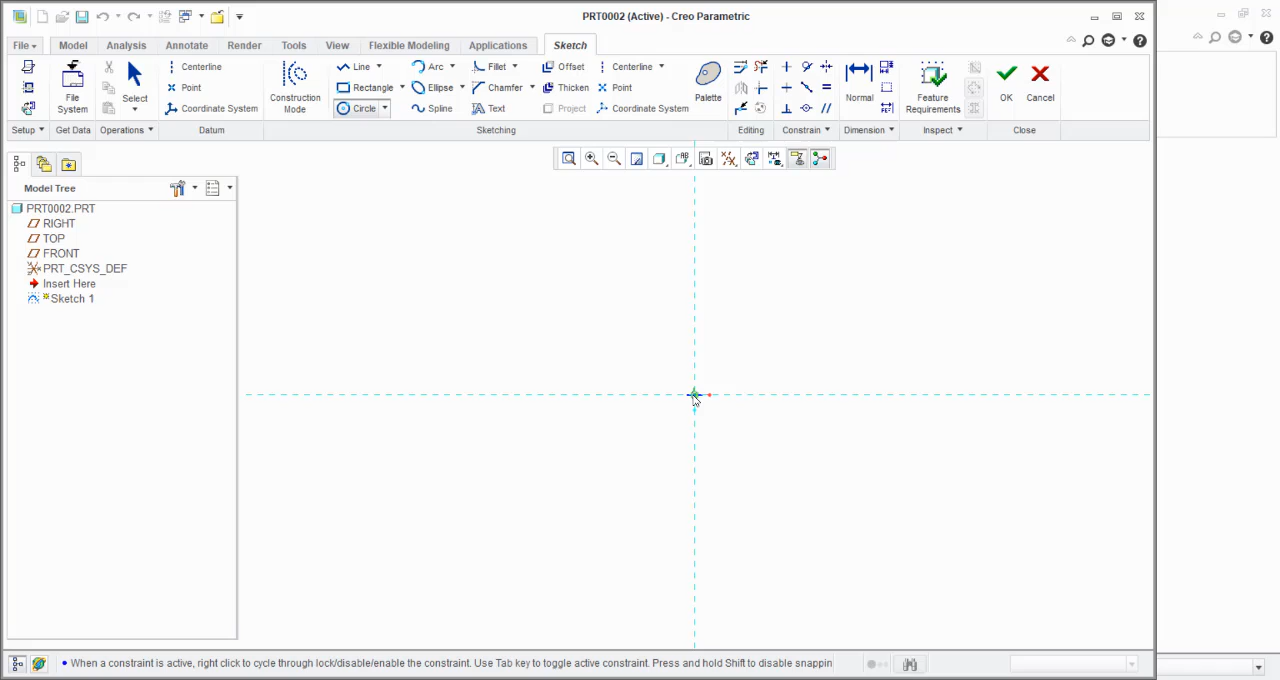 PRT0002 (Active) - Creo Parametric
File Model Analysis Annotate Render Tools View Flexible Modeling Applications Sketch
Centerline Line Arc Fillet Offset Centerline
Point Rectangle Ellipse Chamfer Thicken Point
Coordinate System Circle Spline Text Project Coordinate System
File System Select Construction Mode Palette Normal Feature Requirements OK Cancel
Setup Get Data Operations Datum Sketching Editing Constrain Dimension Inspect Close
Model Tree
PRT0002.PRT
RIGHT
TOP
FRONT
PRT_CSYS_DEF
Insert Here
Sketch 1
When a constraint is active, right click to cycle through lock/disable/enable the constraint. Use Tab key to toggle active constraint. Press and hold Shift to disable snappin